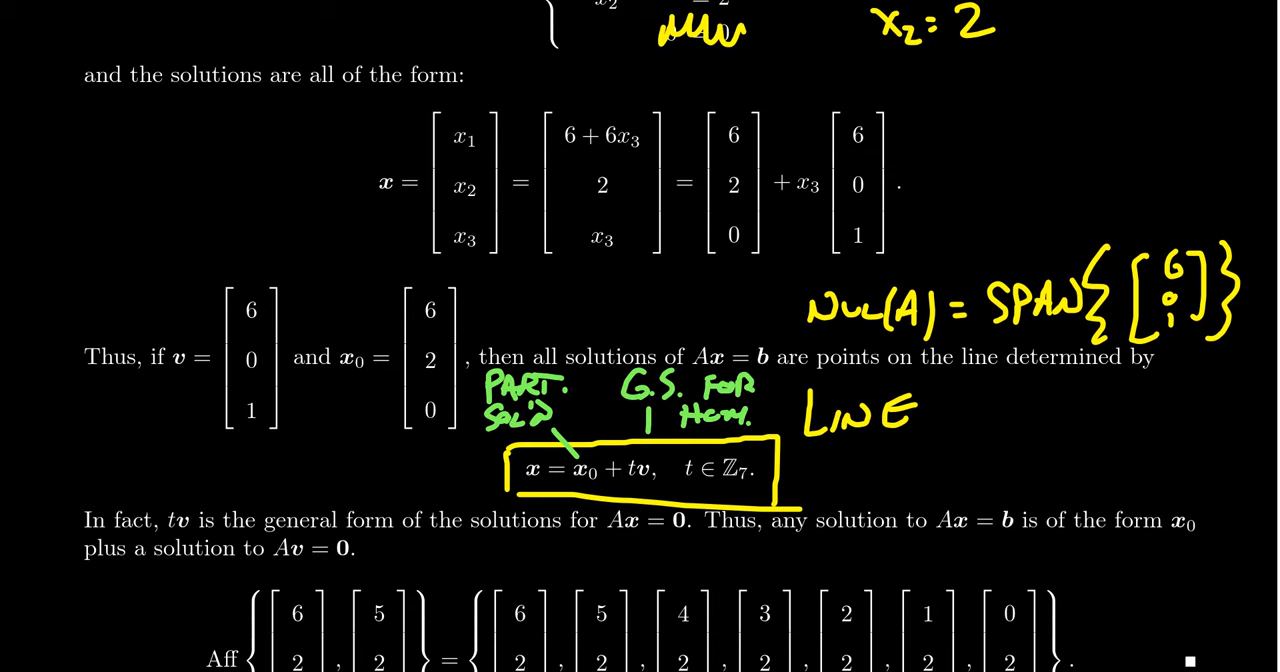 x₂ = 2
x₂ = 2
and the solutions are all of the form:
x = [ x₁ x₂ x₃ ] = [ 6 + 6x₃ 2 x₃ ] = [ 6 2 0 ] + x₃ [ 6 0 1 ] .
NUL(A) = SPAN{ [ 6 0 1 ] }
Thus, if v = [ 6 0 1 ] and x₀ = [ 6 2 0 ] , then all solutions of Ax = b are points on the line determined by
PART. SOL'N
G.S. FOR HOM.
LINE
x = x₀ + tv, t ∈ ℤ₇.
In fact, tv is the general form of the solutions for Ax = 0. Thus, any solution to Ax = b is of the form x₀
plus a solution to Av = 0.
Aff { [ 6 2 , [ 5 2 } = { [ 6 2 , [ 5 2 , [ 4 2 , [ 3 2 , [ 2 2 , [ 1 2 , [ 0 2 } .